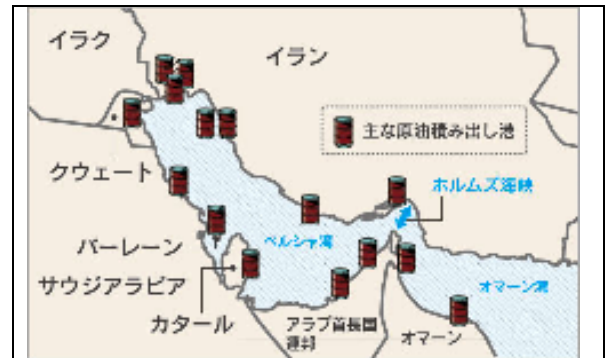 イラク
イラン
主な原油積み出し港
クウェート
ホルムズ海峡
バーレーン
ペルシャ湾
サウジアラビア
オマーン湾
カタール
アラブ首長国
連邦
オマーン